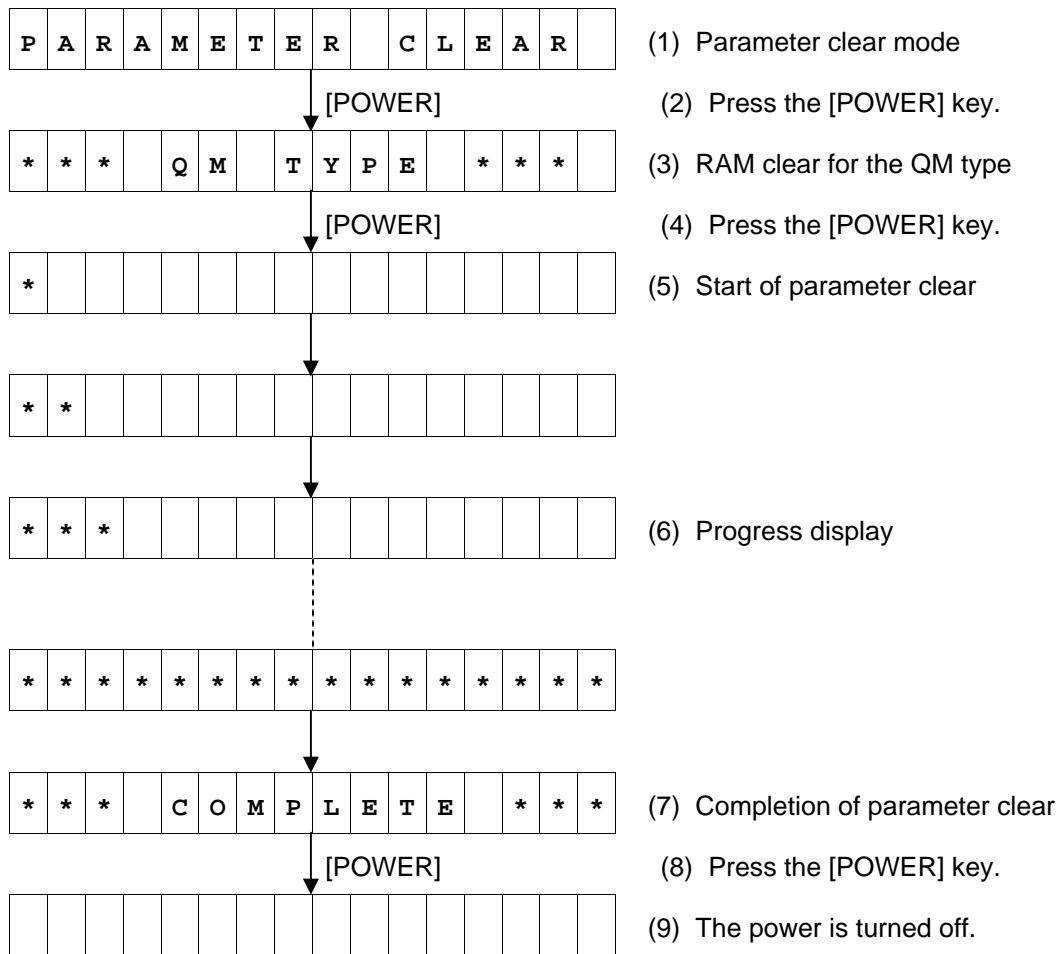 PARAMETER CLEAR (1) Parameter clear mode
[POWER] (2) Press the [POWER] key.
*** QM TYPE *** (3) RAM clear for the QM type
[POWER] (4) Press the [POWER] key.
* (5) Start of parameter clear
**
*** (6) Progress display
****************
*** COMPLETE *** (7) Completion of parameter clear
[POWER] (8) Press the [POWER] key.
(9) The power is turned off.